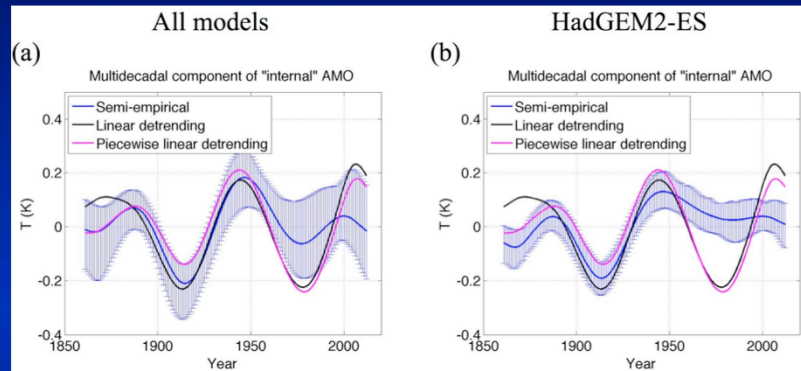 All models
HadGEM2-ES
(a)
Multidecadal component of "internal" AMO
Semi-empirical
Linear detrending
Piecewise linear detrending
0.4
0.2
0
-0.2
-0.4
T (K)
1850
1900
1950
2000
Year
(b)
Multidecadal component of "internal" AMO
Semi-empirical
Linear detrending
Piecewise linear detrending
0.4
0.2
0
-0.2
-0.4
T (K)
1850
1900
1950
2000
Year